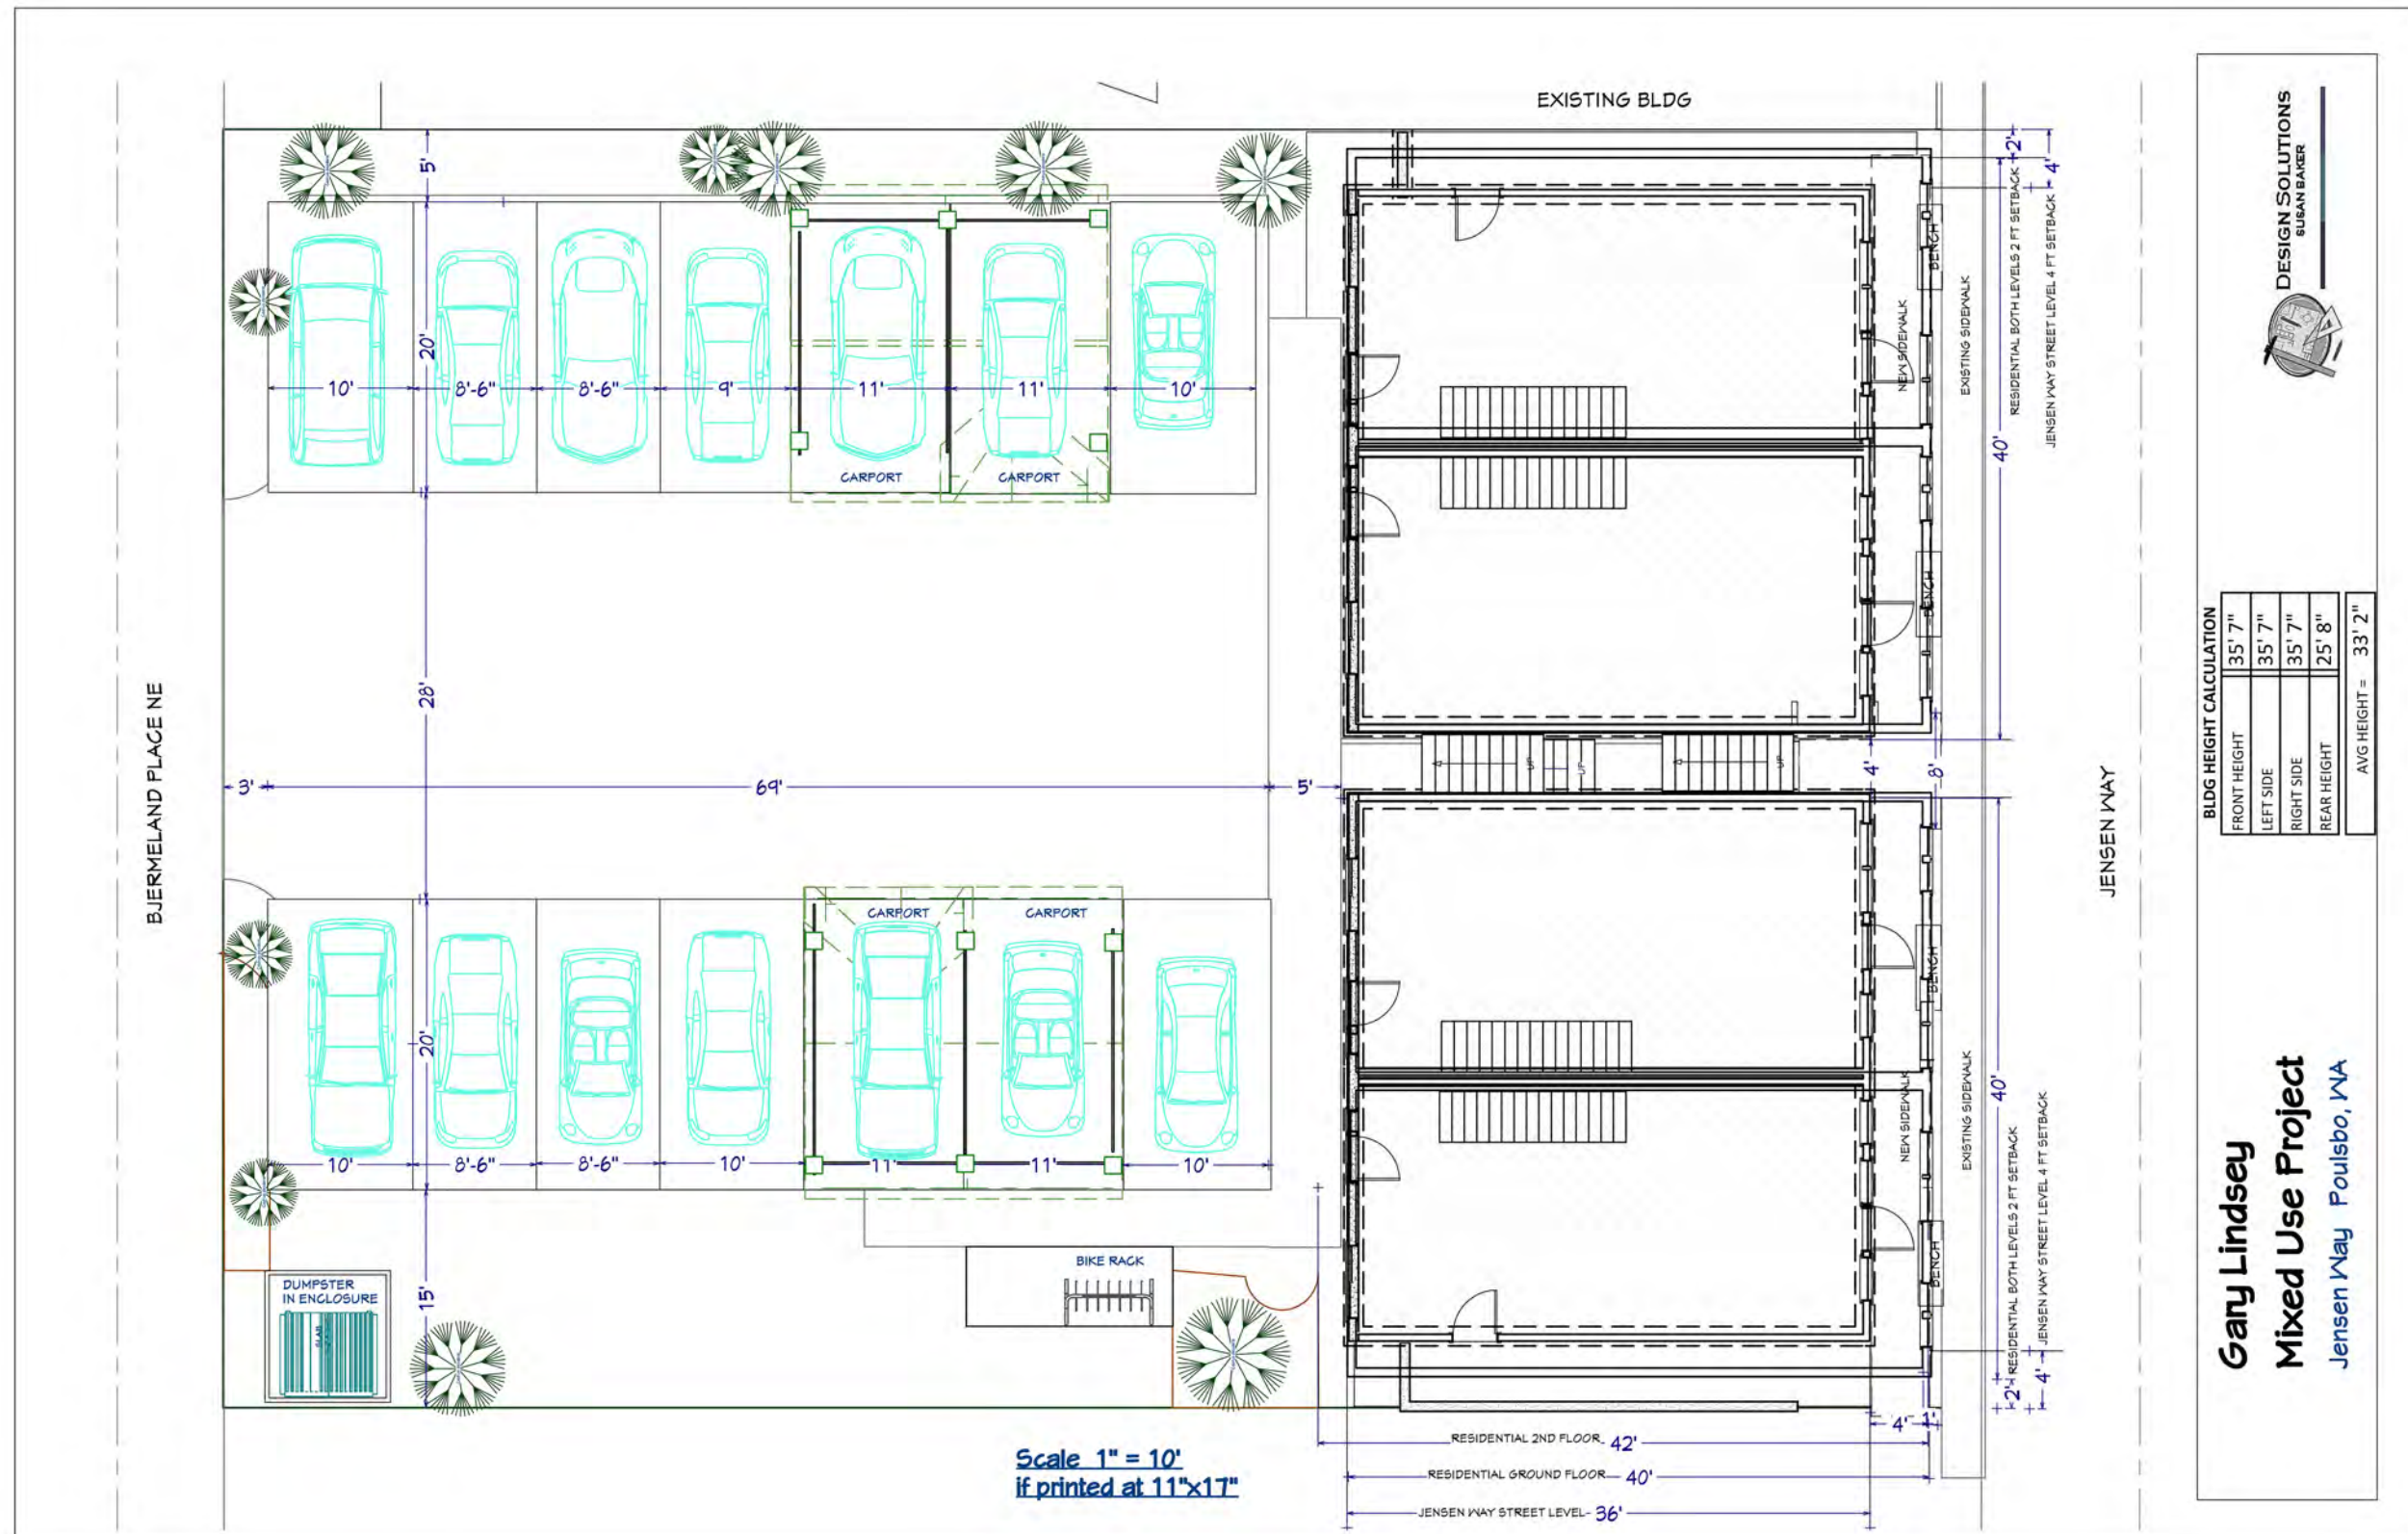 EXISTING BLDG
5'
20'
10'
8'-6"
8'-6"
9'
11'
11'
10'
CARPORT
CARPORT
28'
3'
69'
5'
BJERMELAND PLACE NE
CARPORT
CARPORT
20'
10'
8'-6"
8'-6"
10'
11'
11'
10'
DUMPSTER
IN ENCLOSURE
15'
BIKE RACK
Scale 1" = 10'
if printed at 11"x17"
UP
UP
UP
4'
8'
BENCH
BENCH
BENCH
BENCH
NEW SIDEWALK
NEW SIDEWALK
EXISTING SIDEWALK
EXISTING SIDEWALK
2'
RESIDENTIAL BOTH LEVELS 2 FT SETBACK
4'
JENSEN WAY STREET LEVEL 4 FT SETBACK
40'
40'
2'
RESIDENTIAL BOTH LEVELS 2 FT SETBACK
4'
JENSEN WAY STREET LEVEL 4 FT SETBACK
4'
1'
RESIDENTIAL 2ND FLOOR 42'
RESIDENTIAL GROUND FLOOR 40'
JENSEN WAY STREET LEVEL 36'
JENSEN WAY
DESIGN SOLUTIONS
SUSAN BAKER
BLDG HEIGHT CALCULATION
FRONT HEIGHT 35' 7"
LEFT SIDE 35' 7"
RIGHT SIDE 35' 7"
REAR HEIGHT 25' 8"
AVG HEIGHT = 33' 2"
Gary Lindsey
Mixed Use Project
Jensen Way Poulsbo, WA